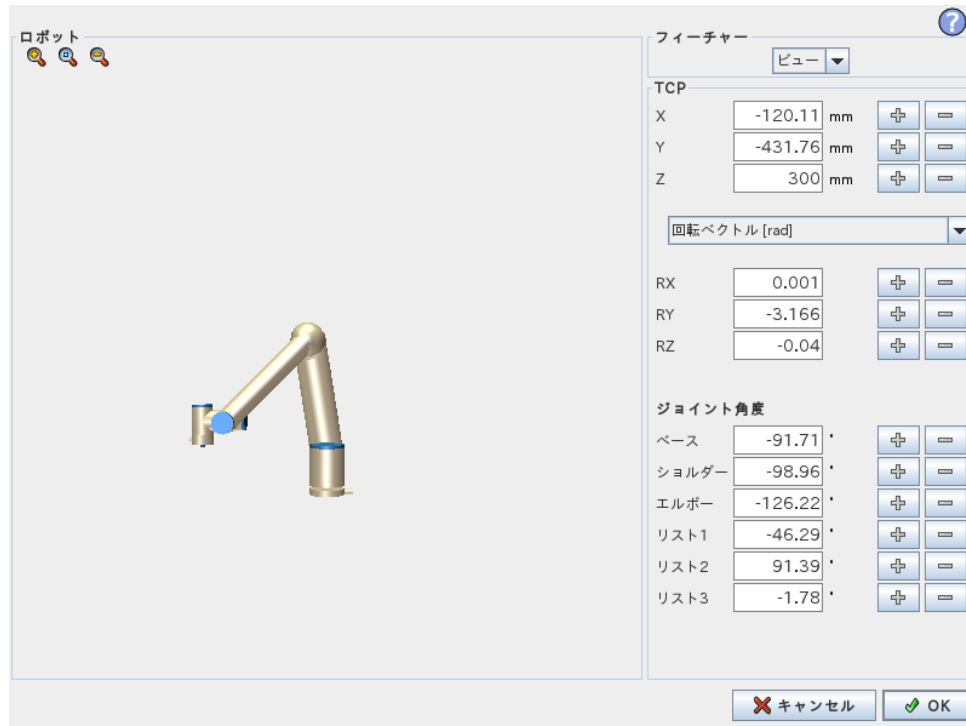 ロボット
フィーチャー
ビュー
TCP
X -120.11 mm
Y -431.76 mm
Z 300 mm
回転ベクトル [rad]
RX 0.001
RY -3.166
RZ -0.04
ジョイント角度
ベース -91.71 °
ショルダー -98.96 °
エルボー -126.22 °
リスト1 -46.29 °
リスト2 91.39 °
リスト3 -1.78 °
キャンセル
OK